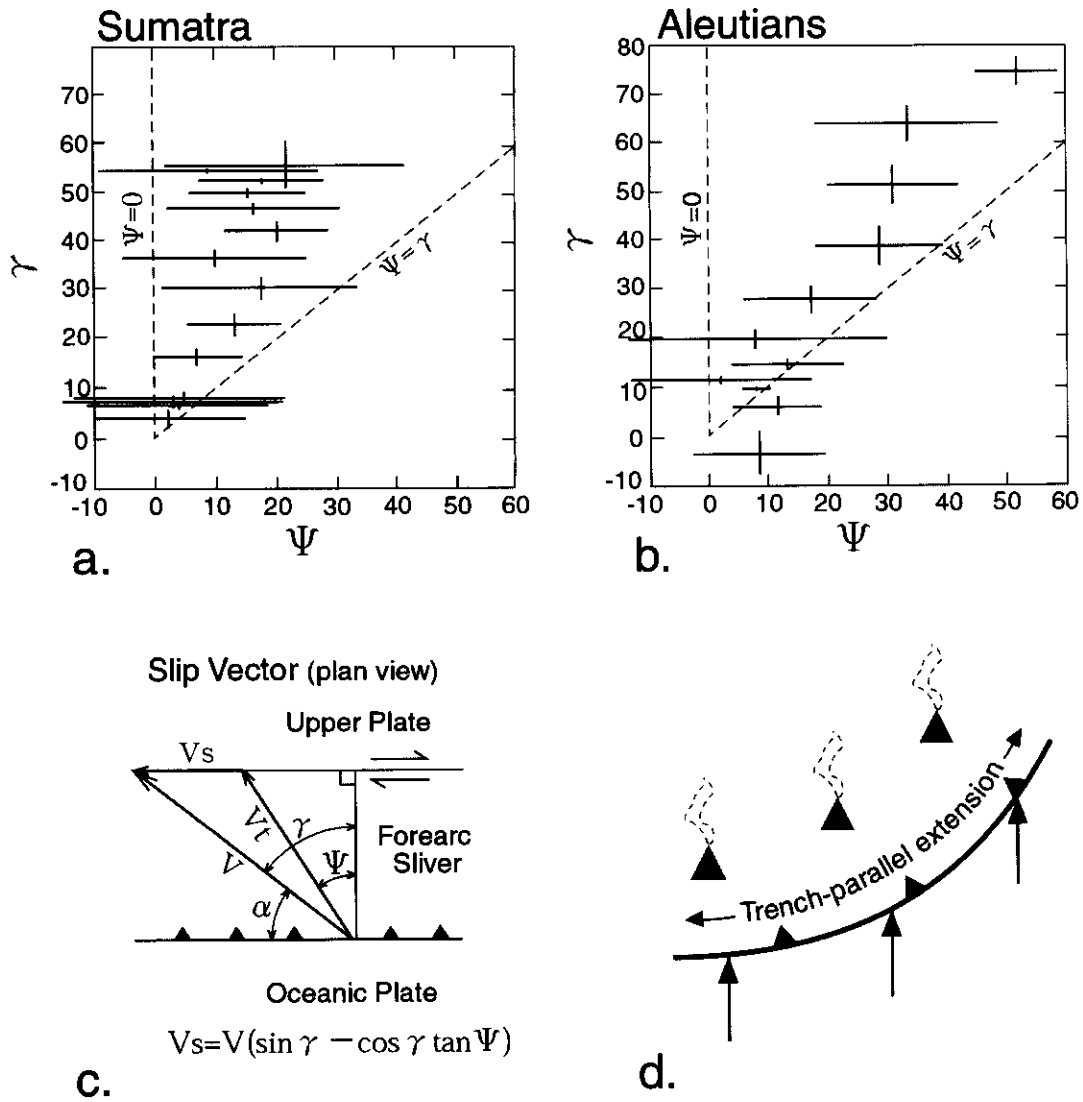 Sumatra
Aleutians
70
60
50
40
30
20
10
0
-10
γ
Ψ=0
Ψ=γ
-10 0 10 20 30 40 50 60
Ψ
a.
80
70
60
50
40
30
20
10
0
-10
γ
Ψ=0
Ψ=γ
-10 0 10 20 30 40 50 60
Ψ
b.
Slip Vector (plan view)
Upper Plate
Vs
Vt
V
γ
Ψ
α
Forearc
Sliver
Oceanic Plate
Vs=V(sin γ − cos γ tan Ψ)
c.
Trench-parallel extension
d.